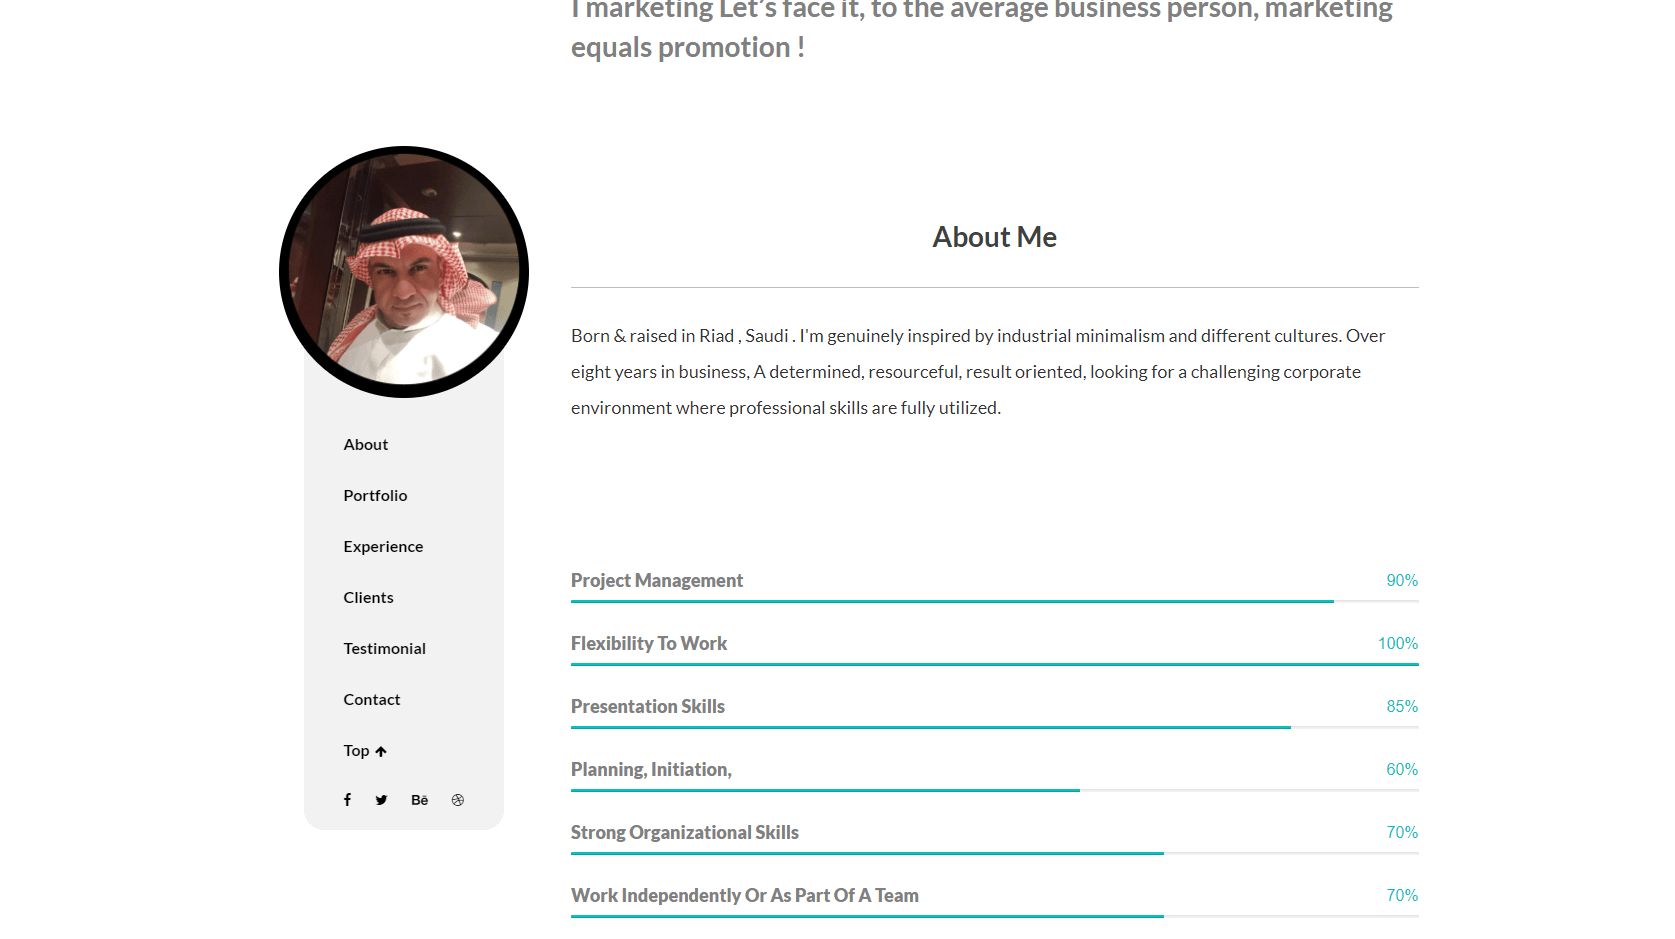 I marketing Let's face it, to the average business person, marketing
equals promotion !
About Me
Born & raised in Riad , Saudi . I'm genuinely inspired by industrial minimalism and different cultures. Over
eight years in business, A determined, resourceful, result oriented, looking for a challenging corporate
environment where professional skills are fully utilized.
About
Portfolio
Experience
Clients
Testimonial
Contact
Top
Bē
Project Management 90%
Flexibility To Work 100%
Presentation Skills 85%
Planning, Initiation, 60%
Strong Organizational Skills 70%
Work Independently Or As Part Of A Team 70%